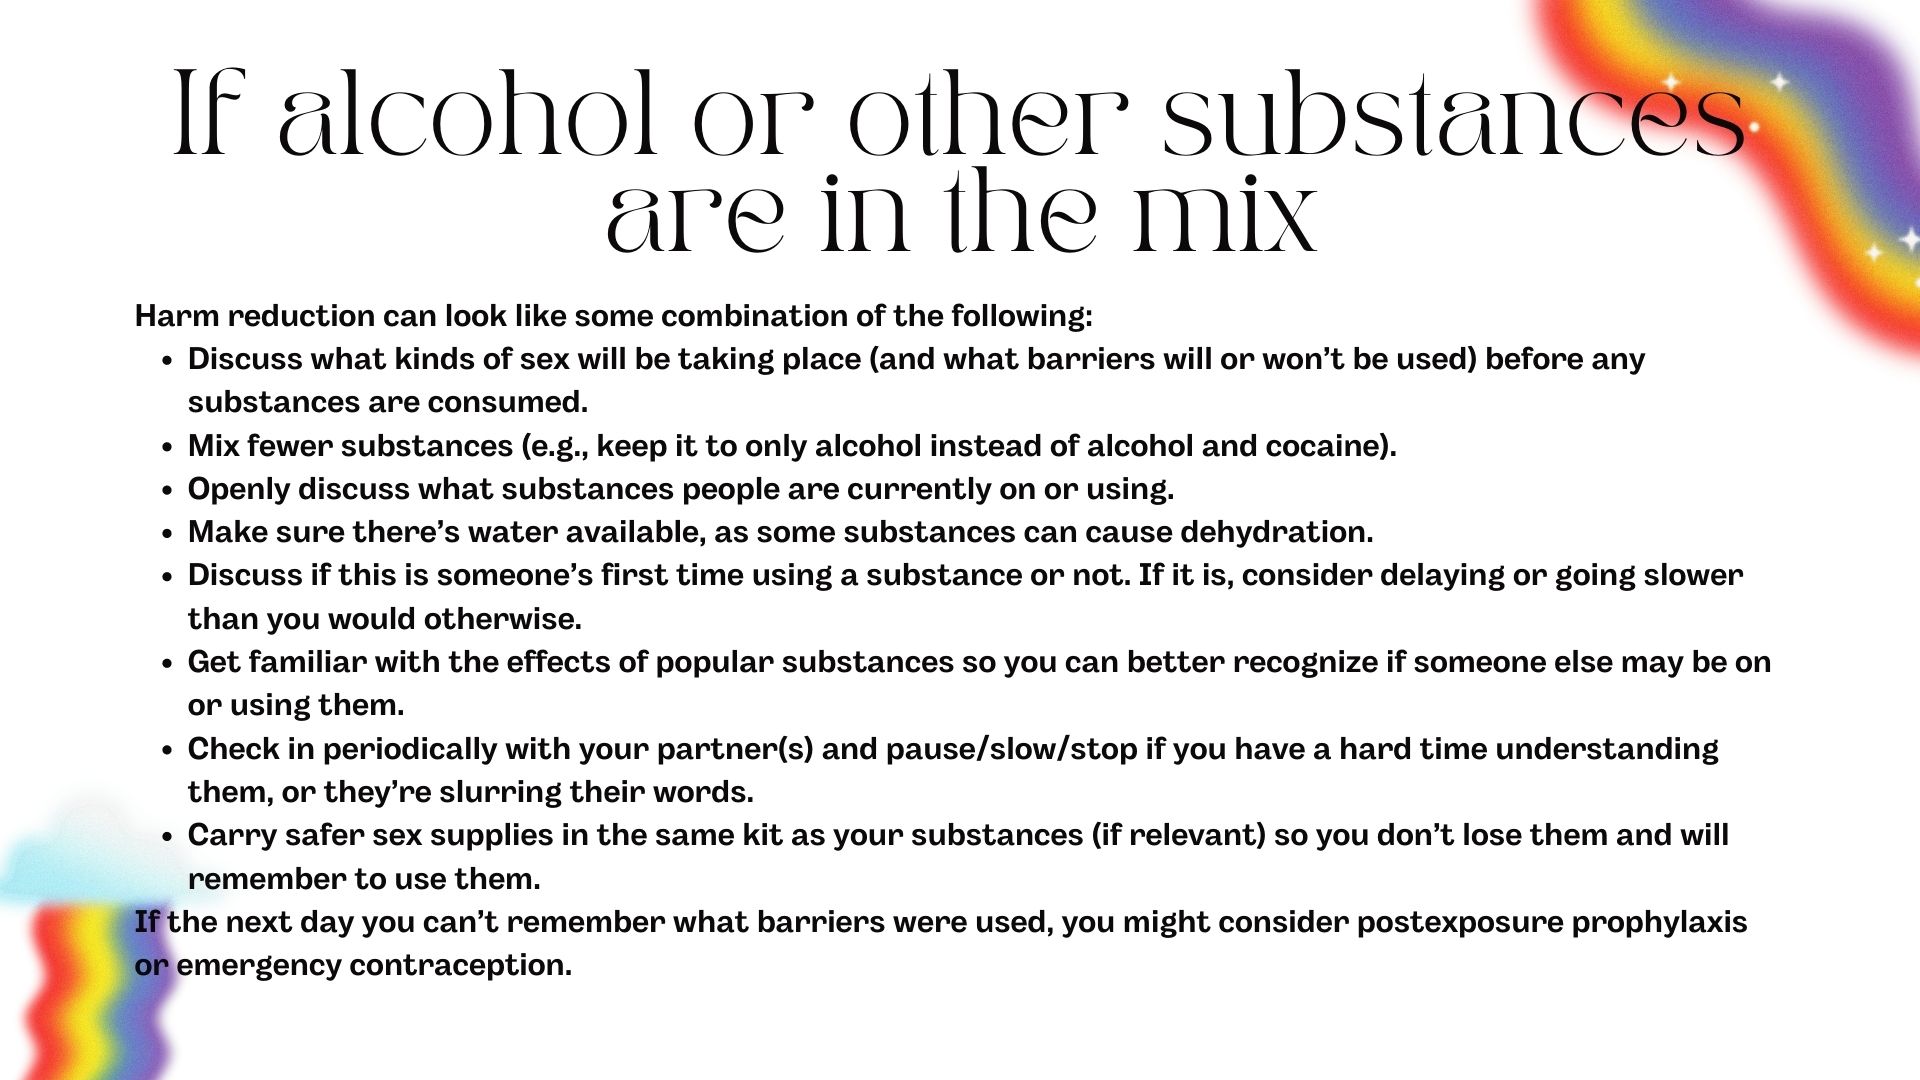 If alcohol or other substances
are in the mix
Harm reduction can look like some combination of the following:
• Discuss what kinds of sex will be taking place (and what barriers will or won’t be used) before any
substances are consumed.
• Mix fewer substances (e.g., keep it to only alcohol instead of alcohol and cocaine).
• Openly discuss what substances people are currently on or using.
• Make sure there’s water available, as some substances can cause dehydration.
• Discuss if this is someone’s first time using a substance or not. If it is, consider delaying or going slower
than you would otherwise.
• Get familiar with the effects of popular substances so you can better recognize if someone else may be on
or using them.
• Check in periodically with your partner(s) and pause/slow/stop if you have a hard time understanding
them, or they’re slurring their words.
• Carry safer sex supplies in the same kit as your substances (if relevant) so you don’t lose them and will
remember to use them.
If the next day you can’t remember what barriers were used, you might consider postexposure prophylaxis
or emergency contraception.